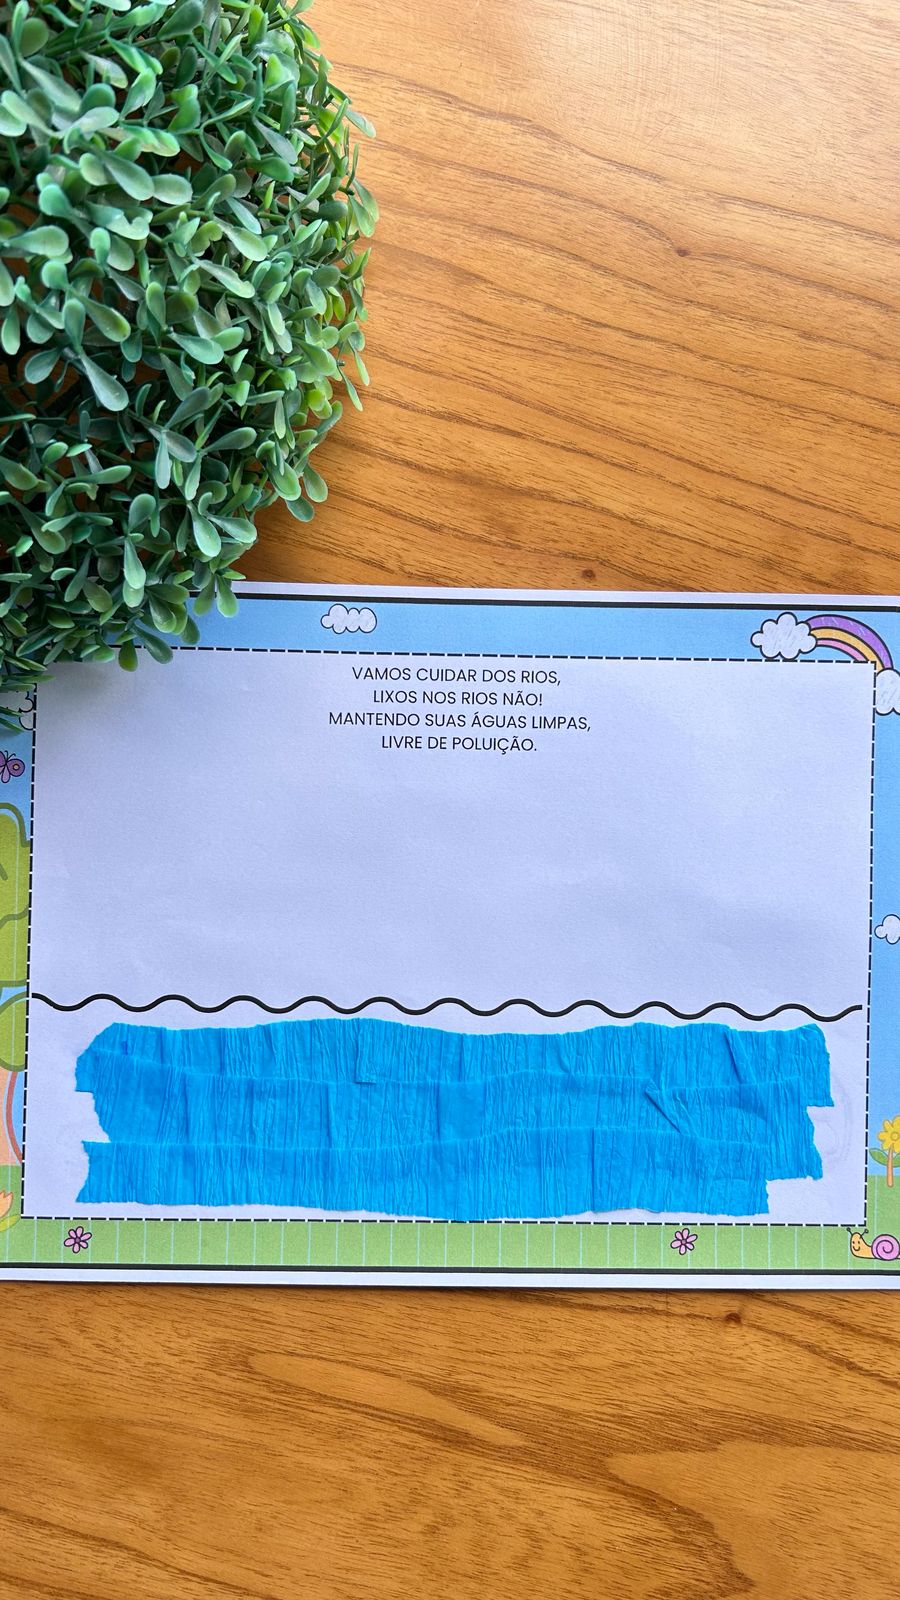 VAMOS CUIDAR DOS RIOS,
LIXOS NOS RIOS NÃO!
MANTENDO SUAS ÁGUAS LIMPAS,
LIVRE DE POLUIÇÃO.